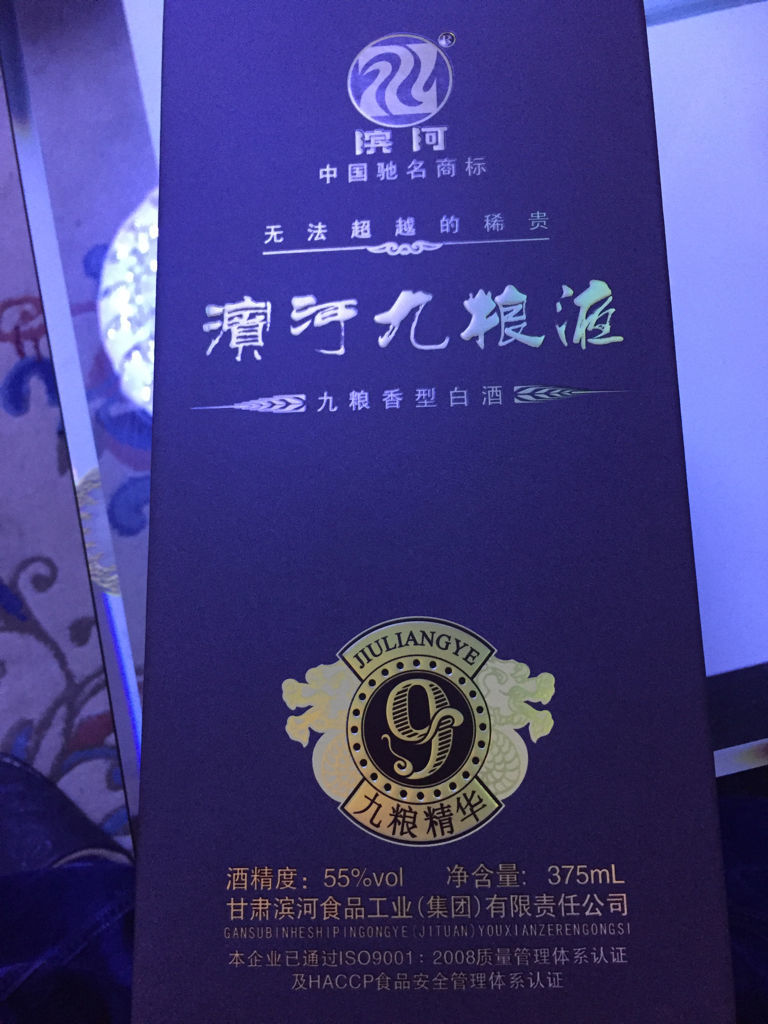 ®
滨河
中国驰名商标
无法超越的稀贵
濱河九粮液
九粮香型白酒
JIULIANGYE
9
九粮精华
酒精度：55%vol 净含量：375mL
甘肃滨河食品工业(集团)有限责任公司
GANSUBINHESHIPINGONGYE(JITUAN)YOUXIANZERENGONGSI
本企业已通过ISO9001：2008质量管理体系认证
及HACCP食品安全管理体系认证